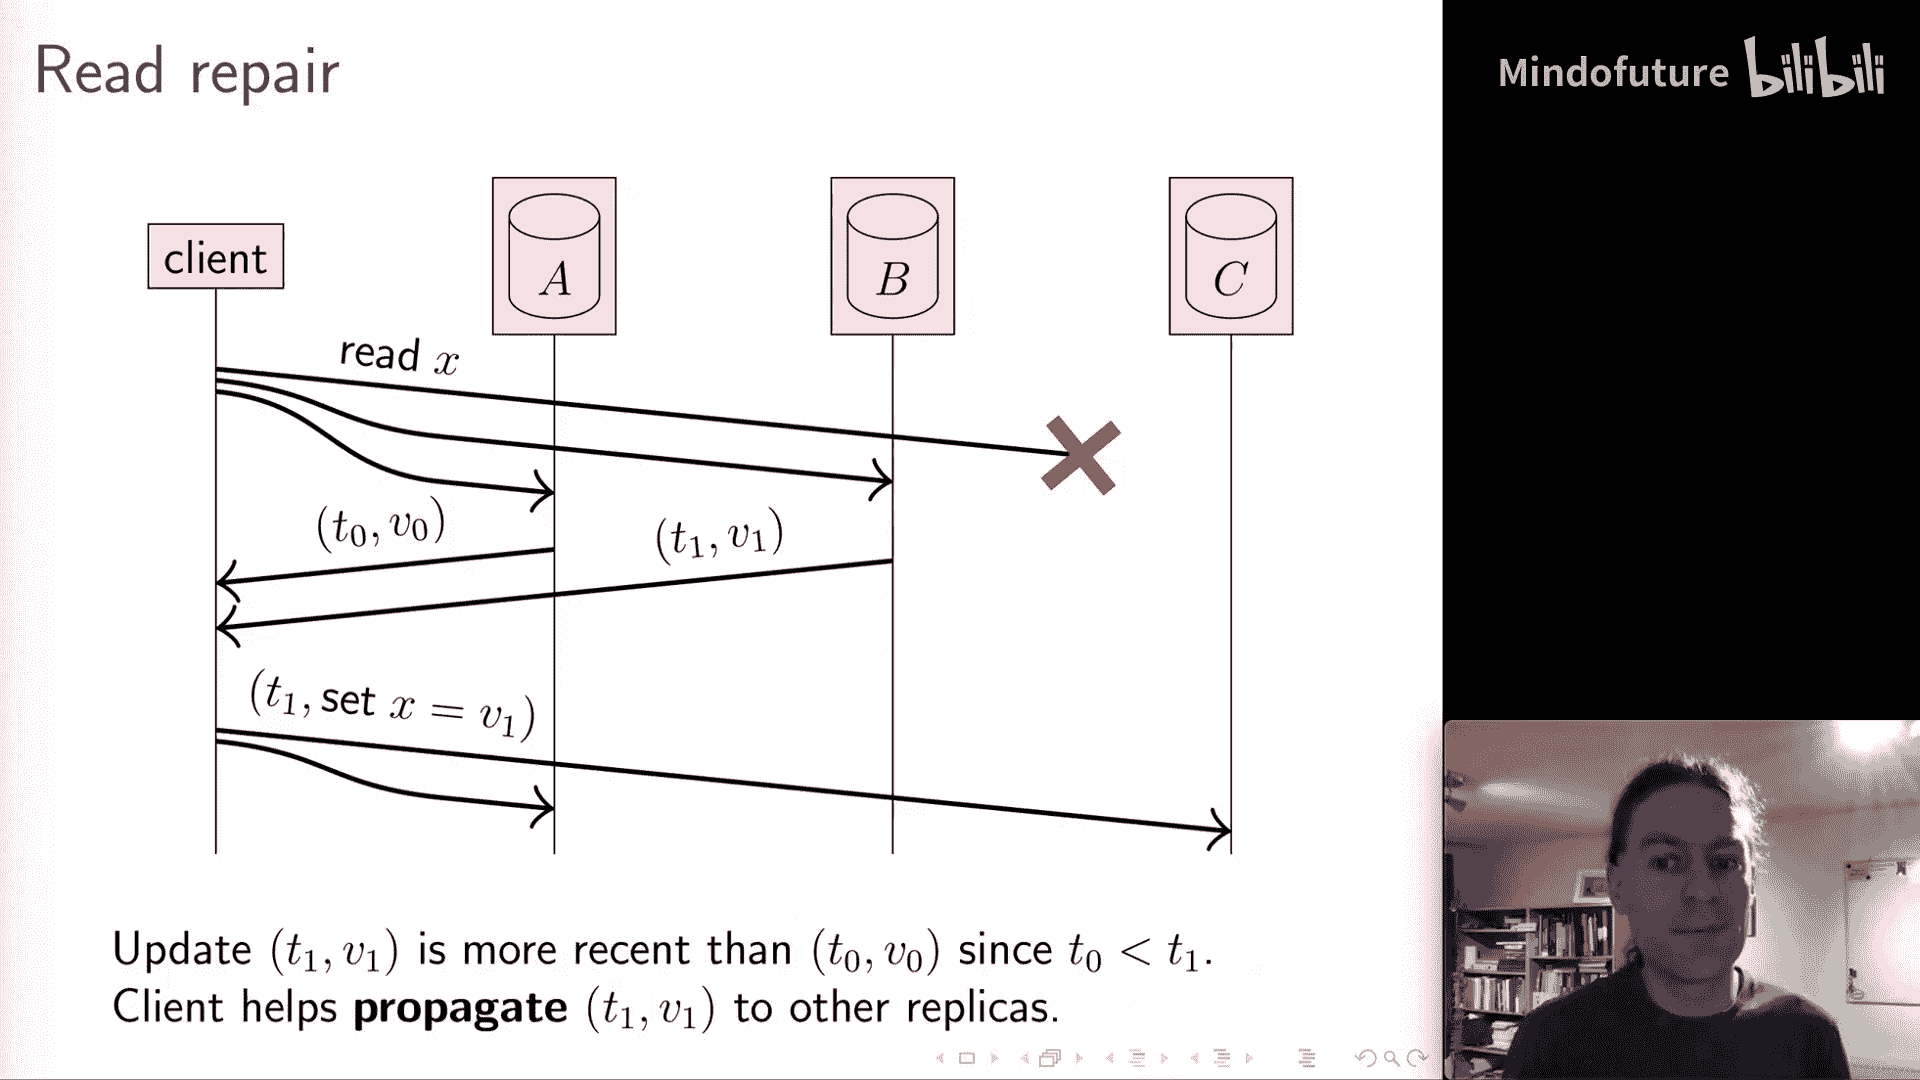 Read repair
Mindofuture bilibili
client
A
B
C
read x
(t₀, v₀)
(t₁, v₁)
(t₁, set x = v₁)
Update (t₁, v₁) is more recent than (t₀, v₀) since t₀ < t₁.
Client helps propagate (t₁, v₁) to other replicas.